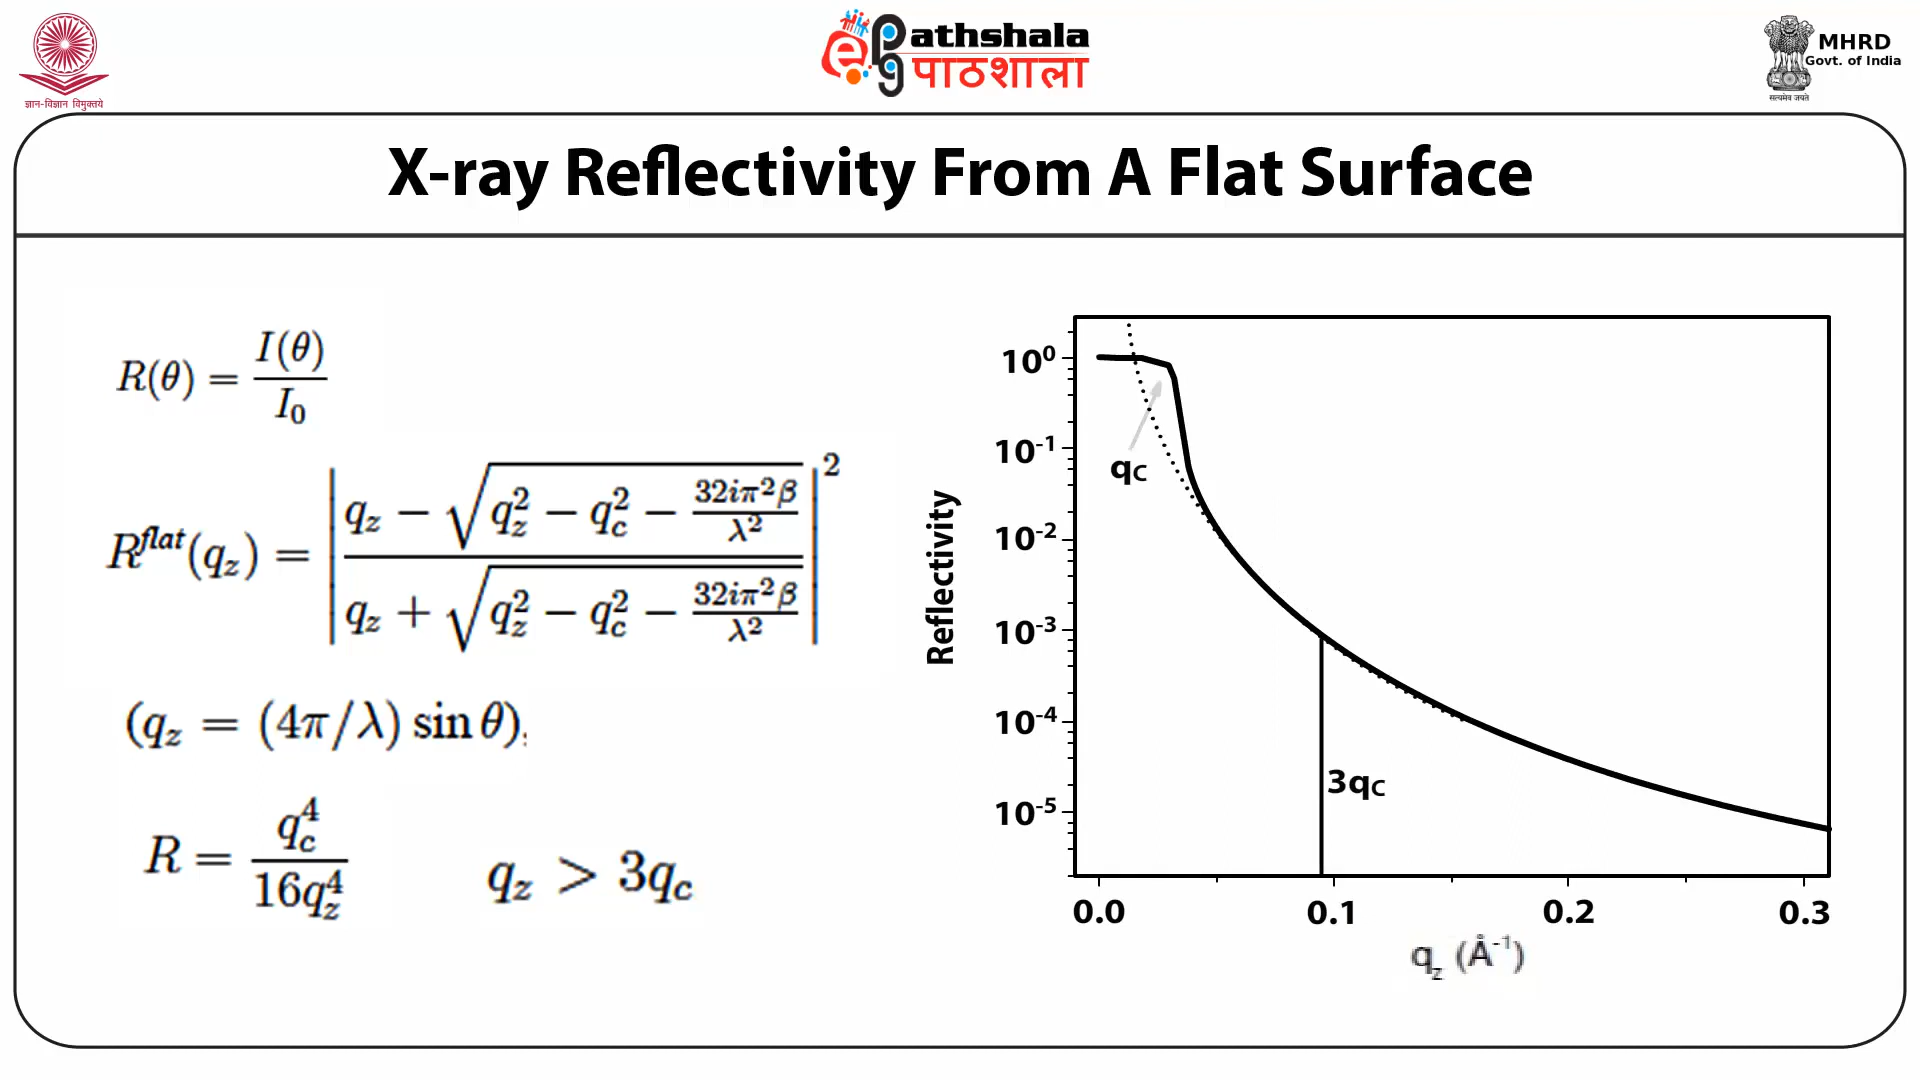 ज्ञान-विज्ञान विमुक्तये
ePathshala
पाठशाला
MHRD
Govt. of India
सत्यमेव जयते
X-ray Reflectivity From A Flat Surface
R(θ) = I(θ) / I₀
R^flat(q_z) = | (q_z − √(q_z² − q_c² − 32iπ²β/λ²)) / (q_z + √(q_z² − q_c² − 32iπ²β/λ²)) |²
(q_z = (4π/λ) sin θ),
R = q_c⁴ / 16q_z⁴    q_z > 3q_c
Reflectivity
10⁰
10⁻¹
10⁻²
10⁻³
10⁻⁴
10⁻⁵
qC
3qC
0.0 0.1 0.2 0.3
q_z (Å⁻¹)